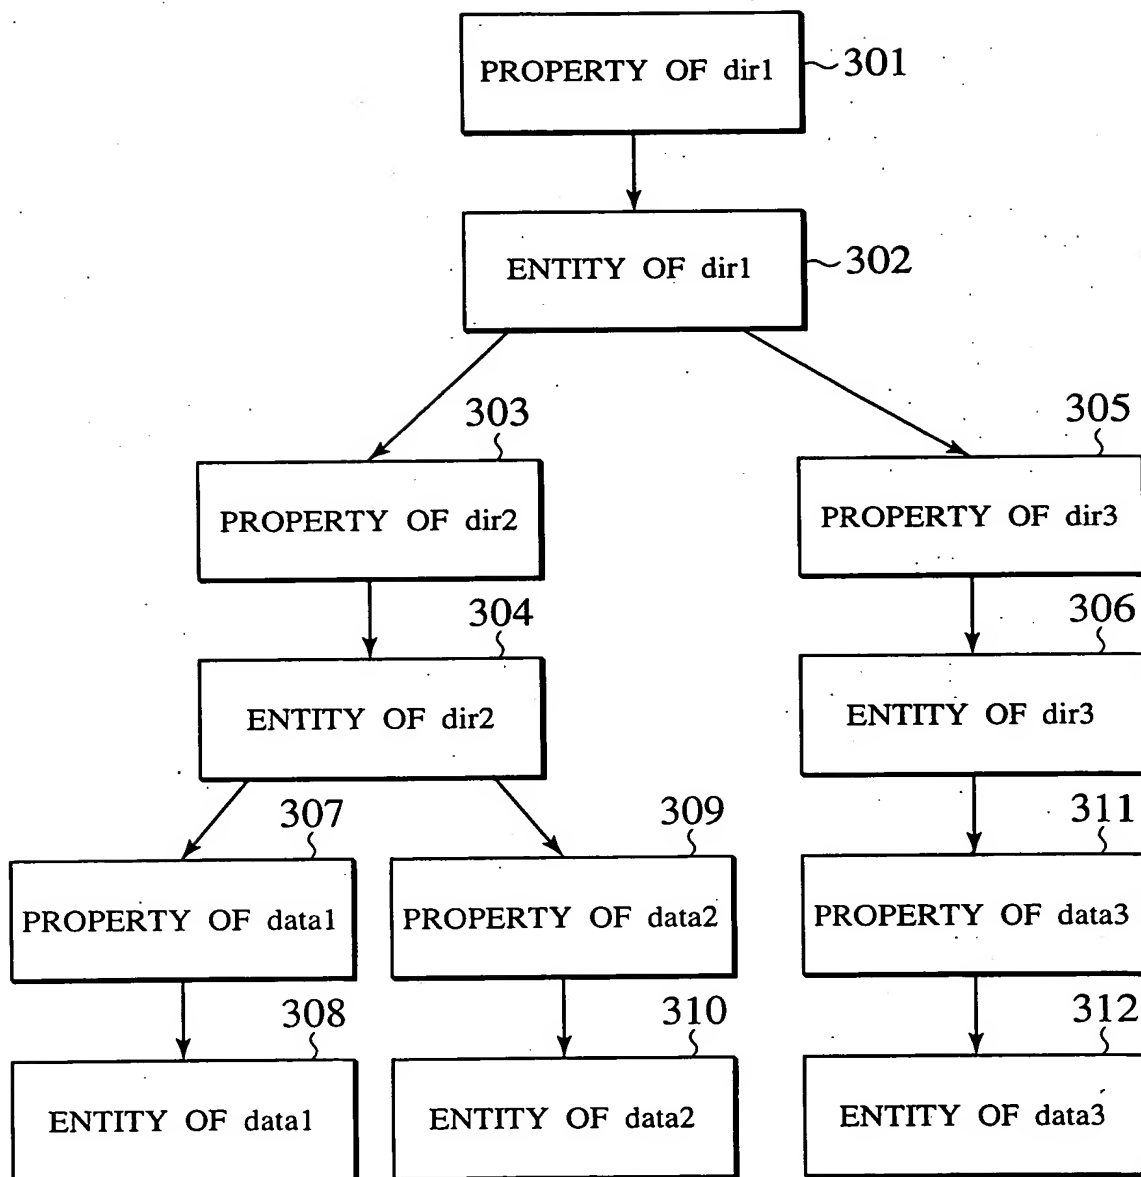 PROPERTY OF dir1
301
ENTITY OF dir1
302
303
305
PROPERTY OF dir2
PROPERTY OF dir3
304
306
ENTITY OF dir2
ENTITY OF dir3
307
309
311
PROPERTY OF data1
PROPERTY OF data2
PROPERTY OF data3
308
310
312
ENTITY OF data1
ENTITY OF data2
ENTITY OF data3